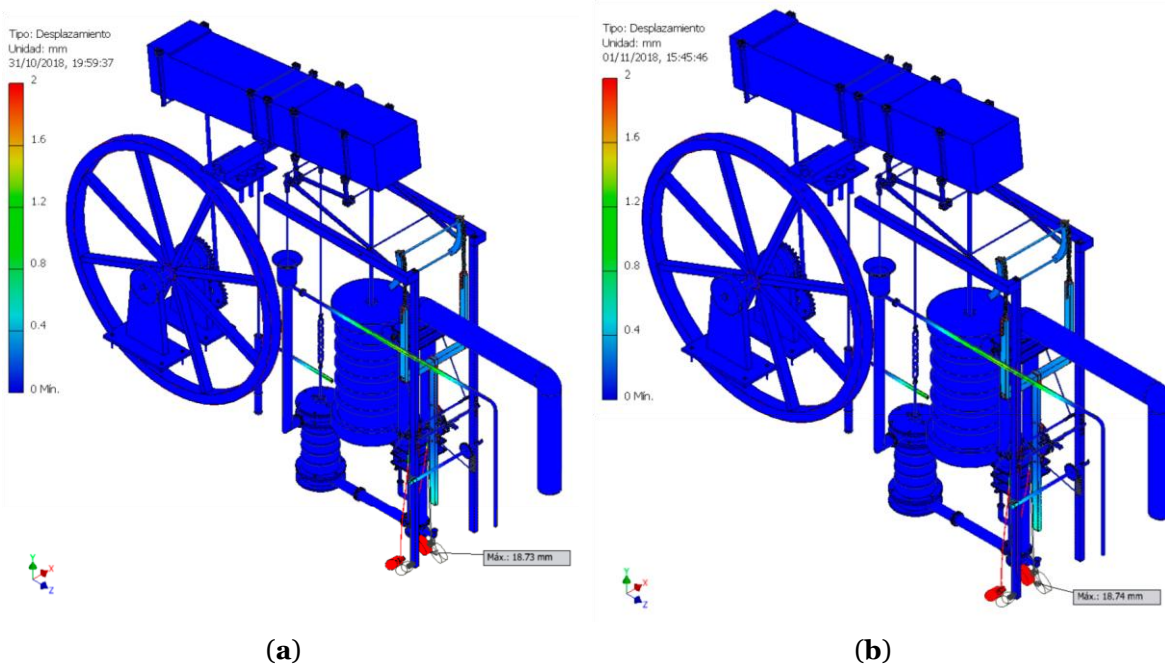 Tipo: Desplazamiento
Unidad: mm
31/10/2018, 19:59:37
2
1.6
1.2
0.8
0.4
0 Mín.
Y
X
Z
Máx.: 18.73 mm
(a)
Tipo: Desplazamiento
Unidad: mm
01/11/2018, 15:45:46
2
1.6
1.2
0.8
0.4
0 Mín.
Y
X
Z
Máx.: 18.74 mm
(b)